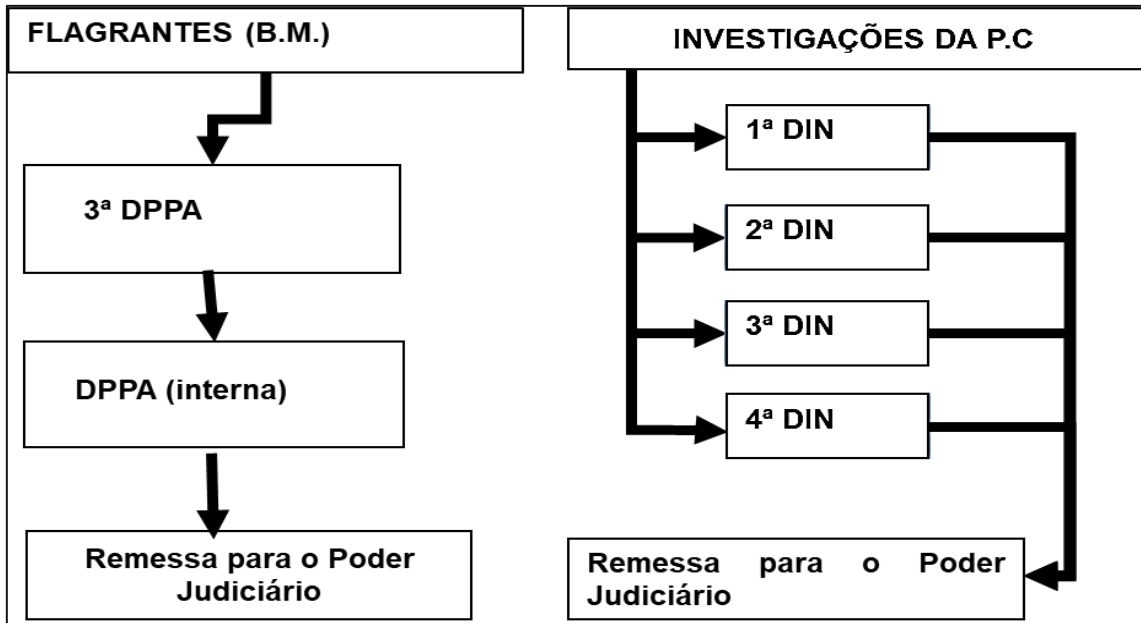 FLAGRANTES (B.M.)
3ª DPPA
DPPA (interna)
Remessa para o Poder
Judiciário
INVESTIGAÇÕES DA P.C
1ª DIN
2ª DIN
3ª DIN
4ª DIN
Remessa para o Poder
Judiciário